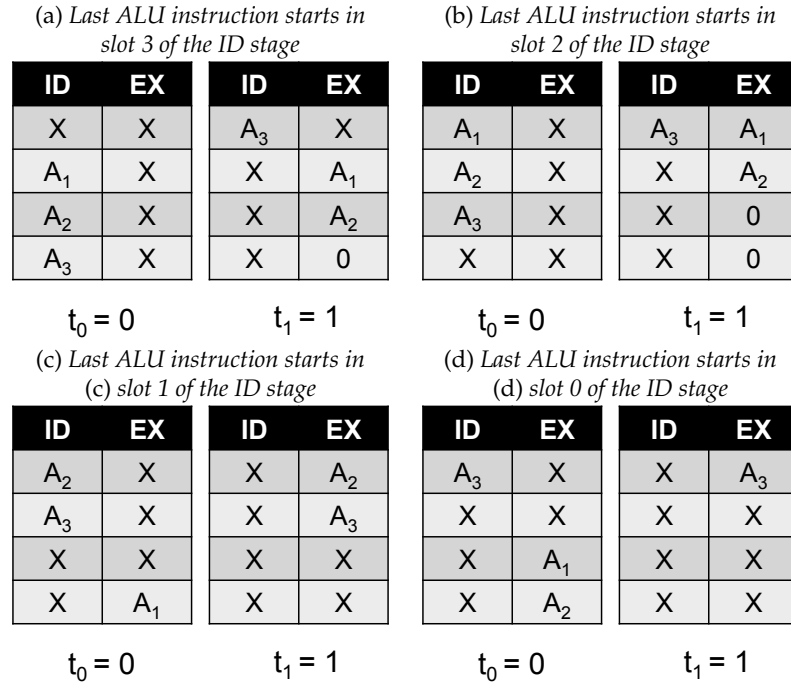 (a) Last ALU instruction starts in
slot 3 of the ID stage
ID EX ID EX
X X A₃ X
A₁ X X A₁
A₂ X X A₂
A₃ X X 0
t₀ = 0 t₁ = 1
(b) Last ALU instruction starts in
slot 2 of the ID stage
ID EX ID EX
A₁ X A₃ A₁
A₂ X X A₂
A₃ X X 0
X X X 0
t₀ = 0 t₁ = 1
(c) Last ALU instruction starts in
(c) slot 1 of the ID stage
ID EX ID EX
A₂ X X A₂
A₃ X X A₃
X X X X
X A₁ X X
t₀ = 0 t₁ = 1
(d) Last ALU instruction starts in
(d) slot 0 of the ID stage
ID EX ID EX
A₃ X X A₃
X X X X
X A₁ X X
X A₂ X X
t₀ = 0 t₁ = 1